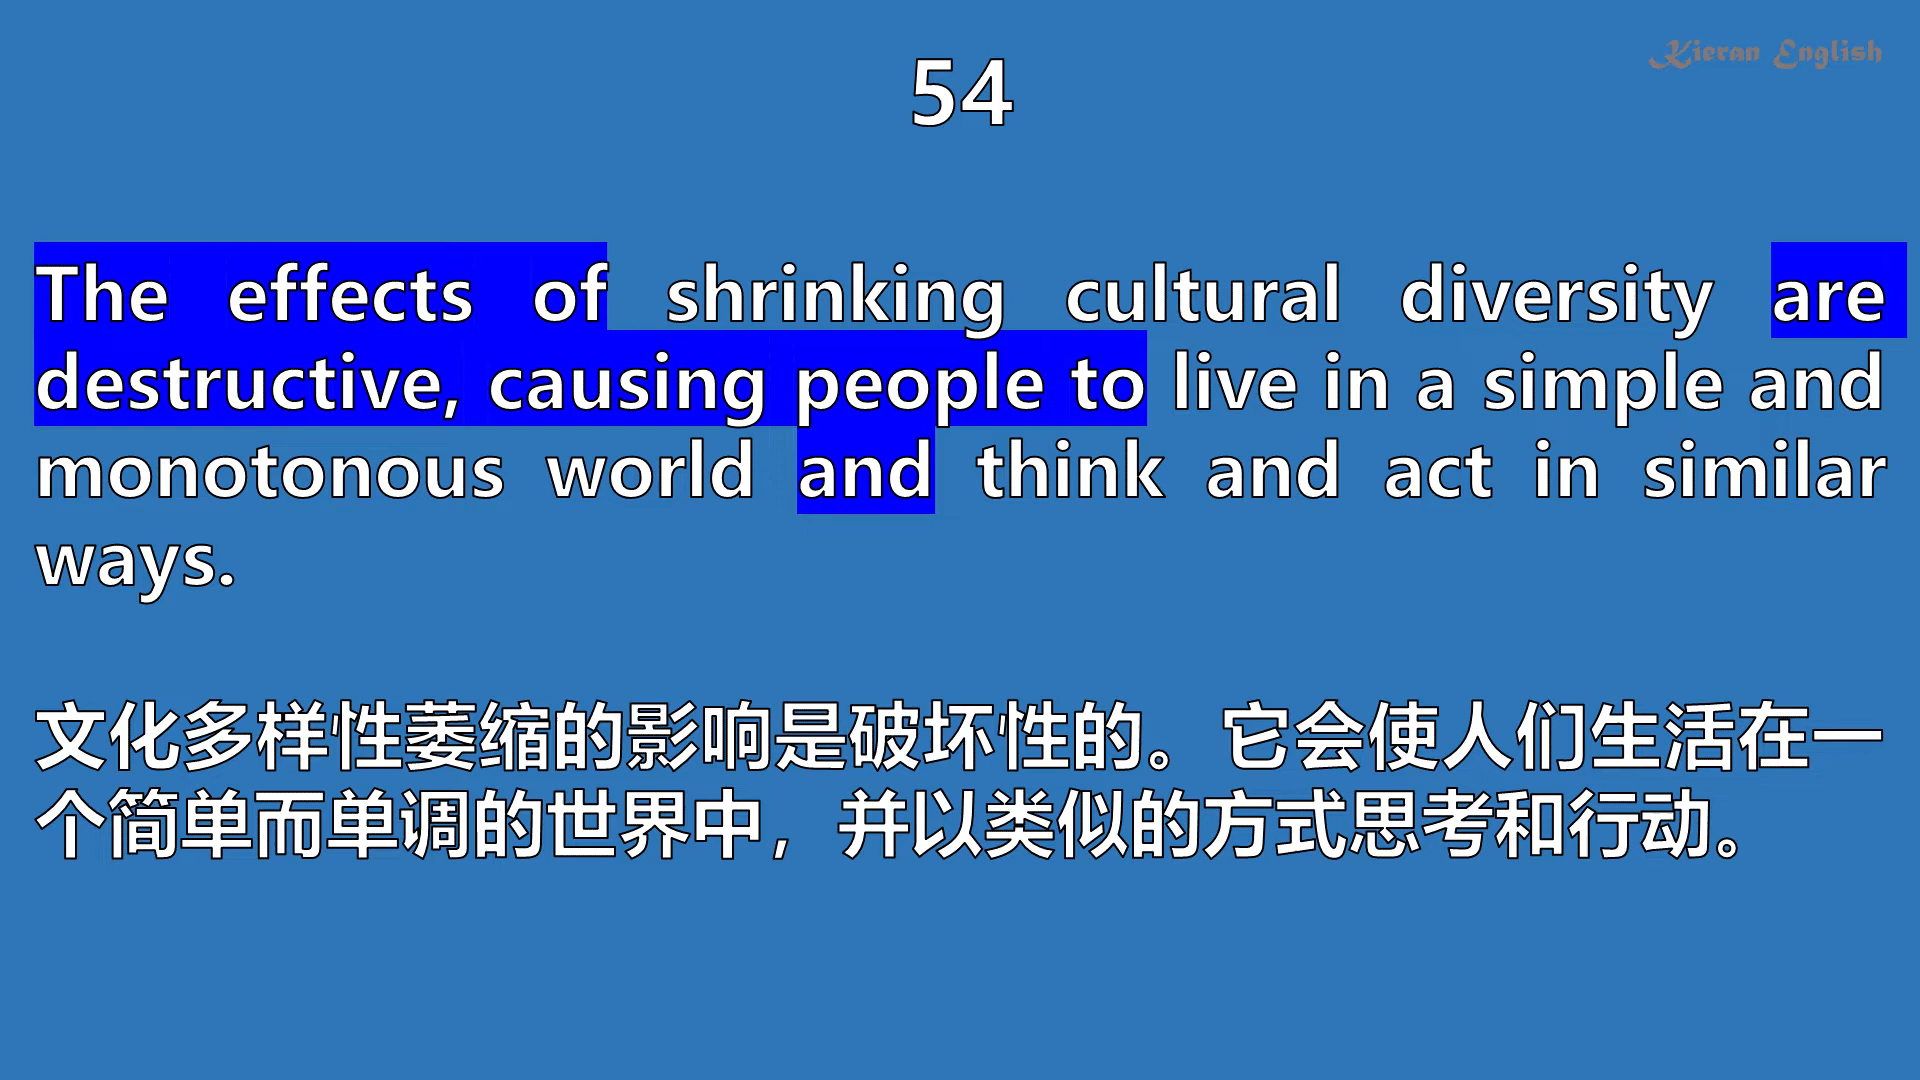 Kieran English
54
The effects of shrinking cultural diversity are
destructive, causing people to live in a simple and
monotonous world and think and act in similar
ways.
文化多样性萎缩的影响是破坏性的。它会使人们生活在一
个简单而单调的世界中，并以类似的方式思考和行动。